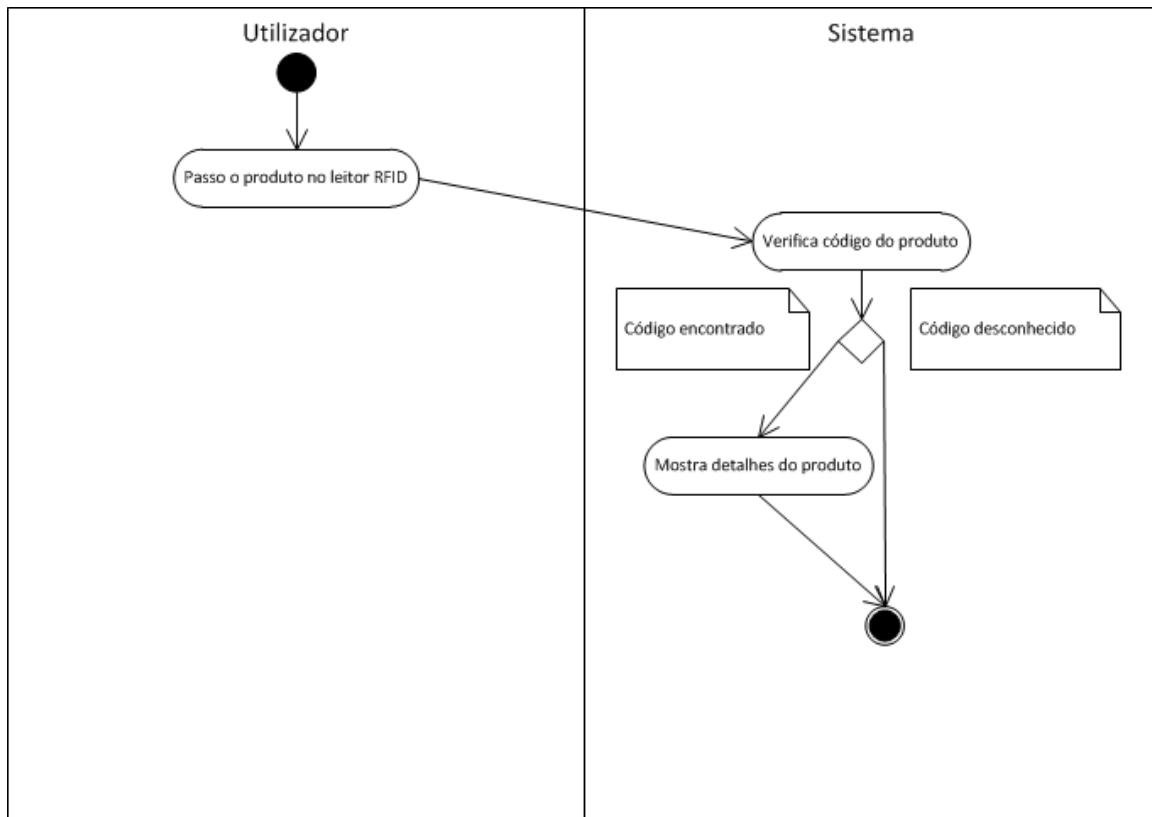 Utilizador
Sistema
Passo o produto no leitor RFID
Verifica código do produto
Código encontrado
Código desconhecido
Mostra detalhes do produto